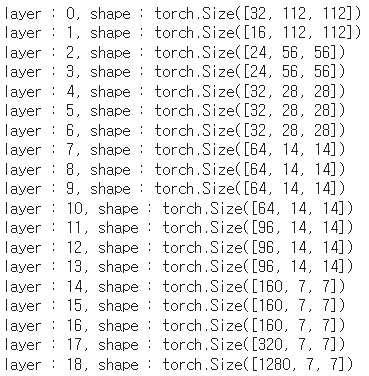 layer : 0, shape : torch.Size([32, 112, 112])
layer : 1, shape : torch.Size([16, 112, 112])
layer : 2, shape : torch.Size([24, 56, 56])
layer : 3, shape : torch.Size([24, 56, 56])
layer : 4, shape : torch.Size([32, 28, 28])
layer : 5, shape : torch.Size([32, 28, 28])
layer : 6, shape : torch.Size([32, 28, 28])
layer : 7, shape : torch.Size([64, 14, 14])
layer : 8, shape : torch.Size([64, 14, 14])
layer : 9, shape : torch.Size([64, 14, 14])
layer : 10, shape : torch.Size([64, 14, 14])
layer : 11, shape : torch.Size([96, 14, 14])
layer : 12, shape : torch.Size([96, 14, 14])
layer : 13, shape : torch.Size([96, 14, 14])
layer : 14, shape : torch.Size([160, 7, 7])
layer : 15, shape : torch.Size([160, 7, 7])
layer : 16, shape : torch.Size([160, 7, 7])
layer : 17, shape : torch.Size([320, 7, 7])
layer : 18, shape : torch.Size([1280, 7, 7])